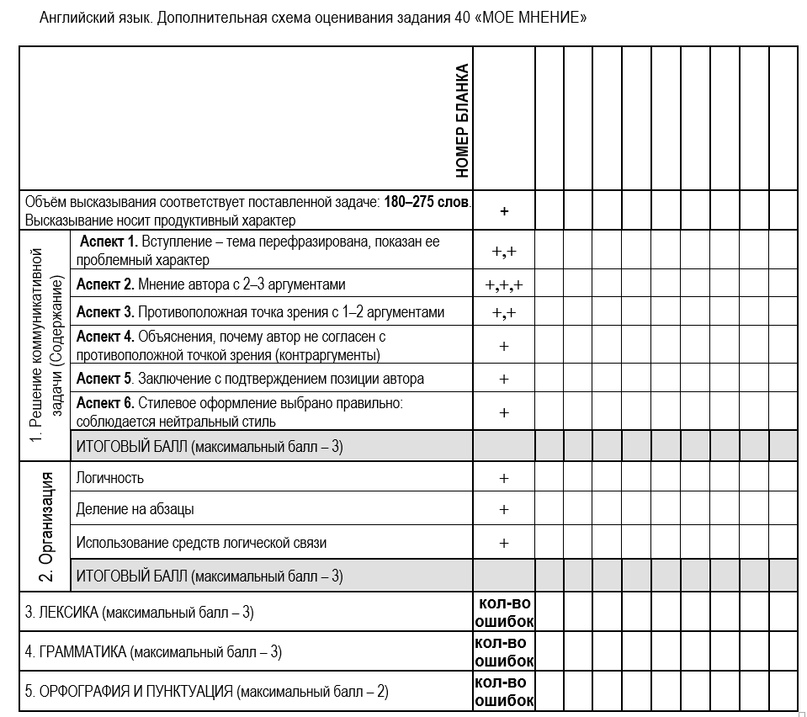 Английский язык. Дополнительная схема оценивания задания 40 «МОЕ МНЕНИЕ»
НОМЕР БЛАНКА
Объём высказывания соответствует поставленной задаче: 180–275 слов.
Высказывание носит продуктивный характер
+
1. Решение коммуникативной
задачи (Содержание)
Аспект 1. Вступление – тема перефразирована, показан ее
проблемный характер
+,+
Аспект 2. Мнение автора с 2–3 аргументами
+,+,+
Аспект 3. Противоположная точка зрения с 1–2 аргументами
+,+
Аспект 4. Объяснения, почему автор не согласен с
противоположной точкой зрения (контраргументы)
+
Аспект 5. Заключение с подтверждением позиции автора
+
Аспект 6. Стилевое оформление выбрано правильно:
соблюдается нейтральный стиль
+
ИТОГОВЫЙ БАЛЛ (максимальный балл – 3)
2. Организация
Логичность
+
Деление на абзацы
+
Использование средств логической связи
+
ИТОГОВЫЙ БАЛЛ (максимальный балл – 3)
3. ЛЕКСИКА (максимальный балл – 3)
кол-во
ошибок
4. ГРАММАТИКА (максимальный балл – 3)
кол-во
ошибок
5. ОРФОГРАФИЯ И ПУНКТУАЦИЯ (максимальный балл – 2)
кол-во
ошибок